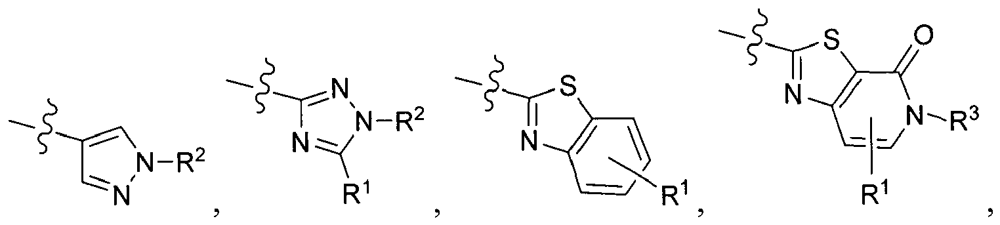 N–R² N ,
N N–R² N R¹ ,
S N R¹ ,
S O N N–R³ R¹ ,